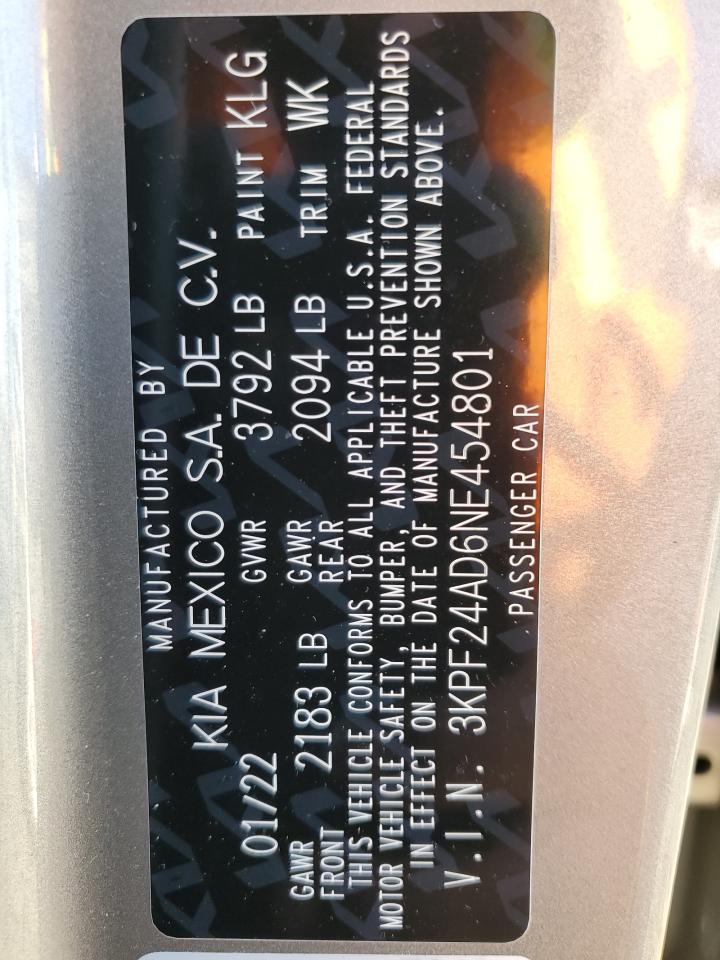 MANUFACTURED BY
KIA MEXICO S.A. DE C.V.
01/22 GVWR 3792 LB PAINT KLG
GAWR FRONT 2183 LB GAWR REAR 2094 LB TRIM WK
THIS VEHICLE CONFORMS TO ALL APPLICABLE U.S.A. FEDERAL
MOTOR VEHICLE SAFETY, BUMPER, AND THEFT PREVENTION STANDARDS
IN EFFECT ON THE DATE OF MANUFACTURE SHOWN ABOVE.
V.I.N. 3KPF24AD6NE454801
PASSENGER CAR